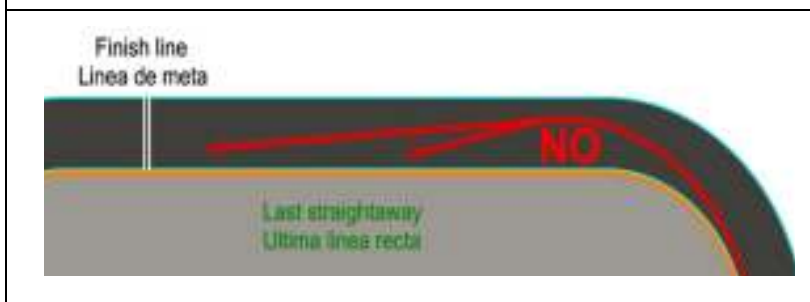 Finish line
Linea de meta
NO
Last straightaway
Ultima linea recta